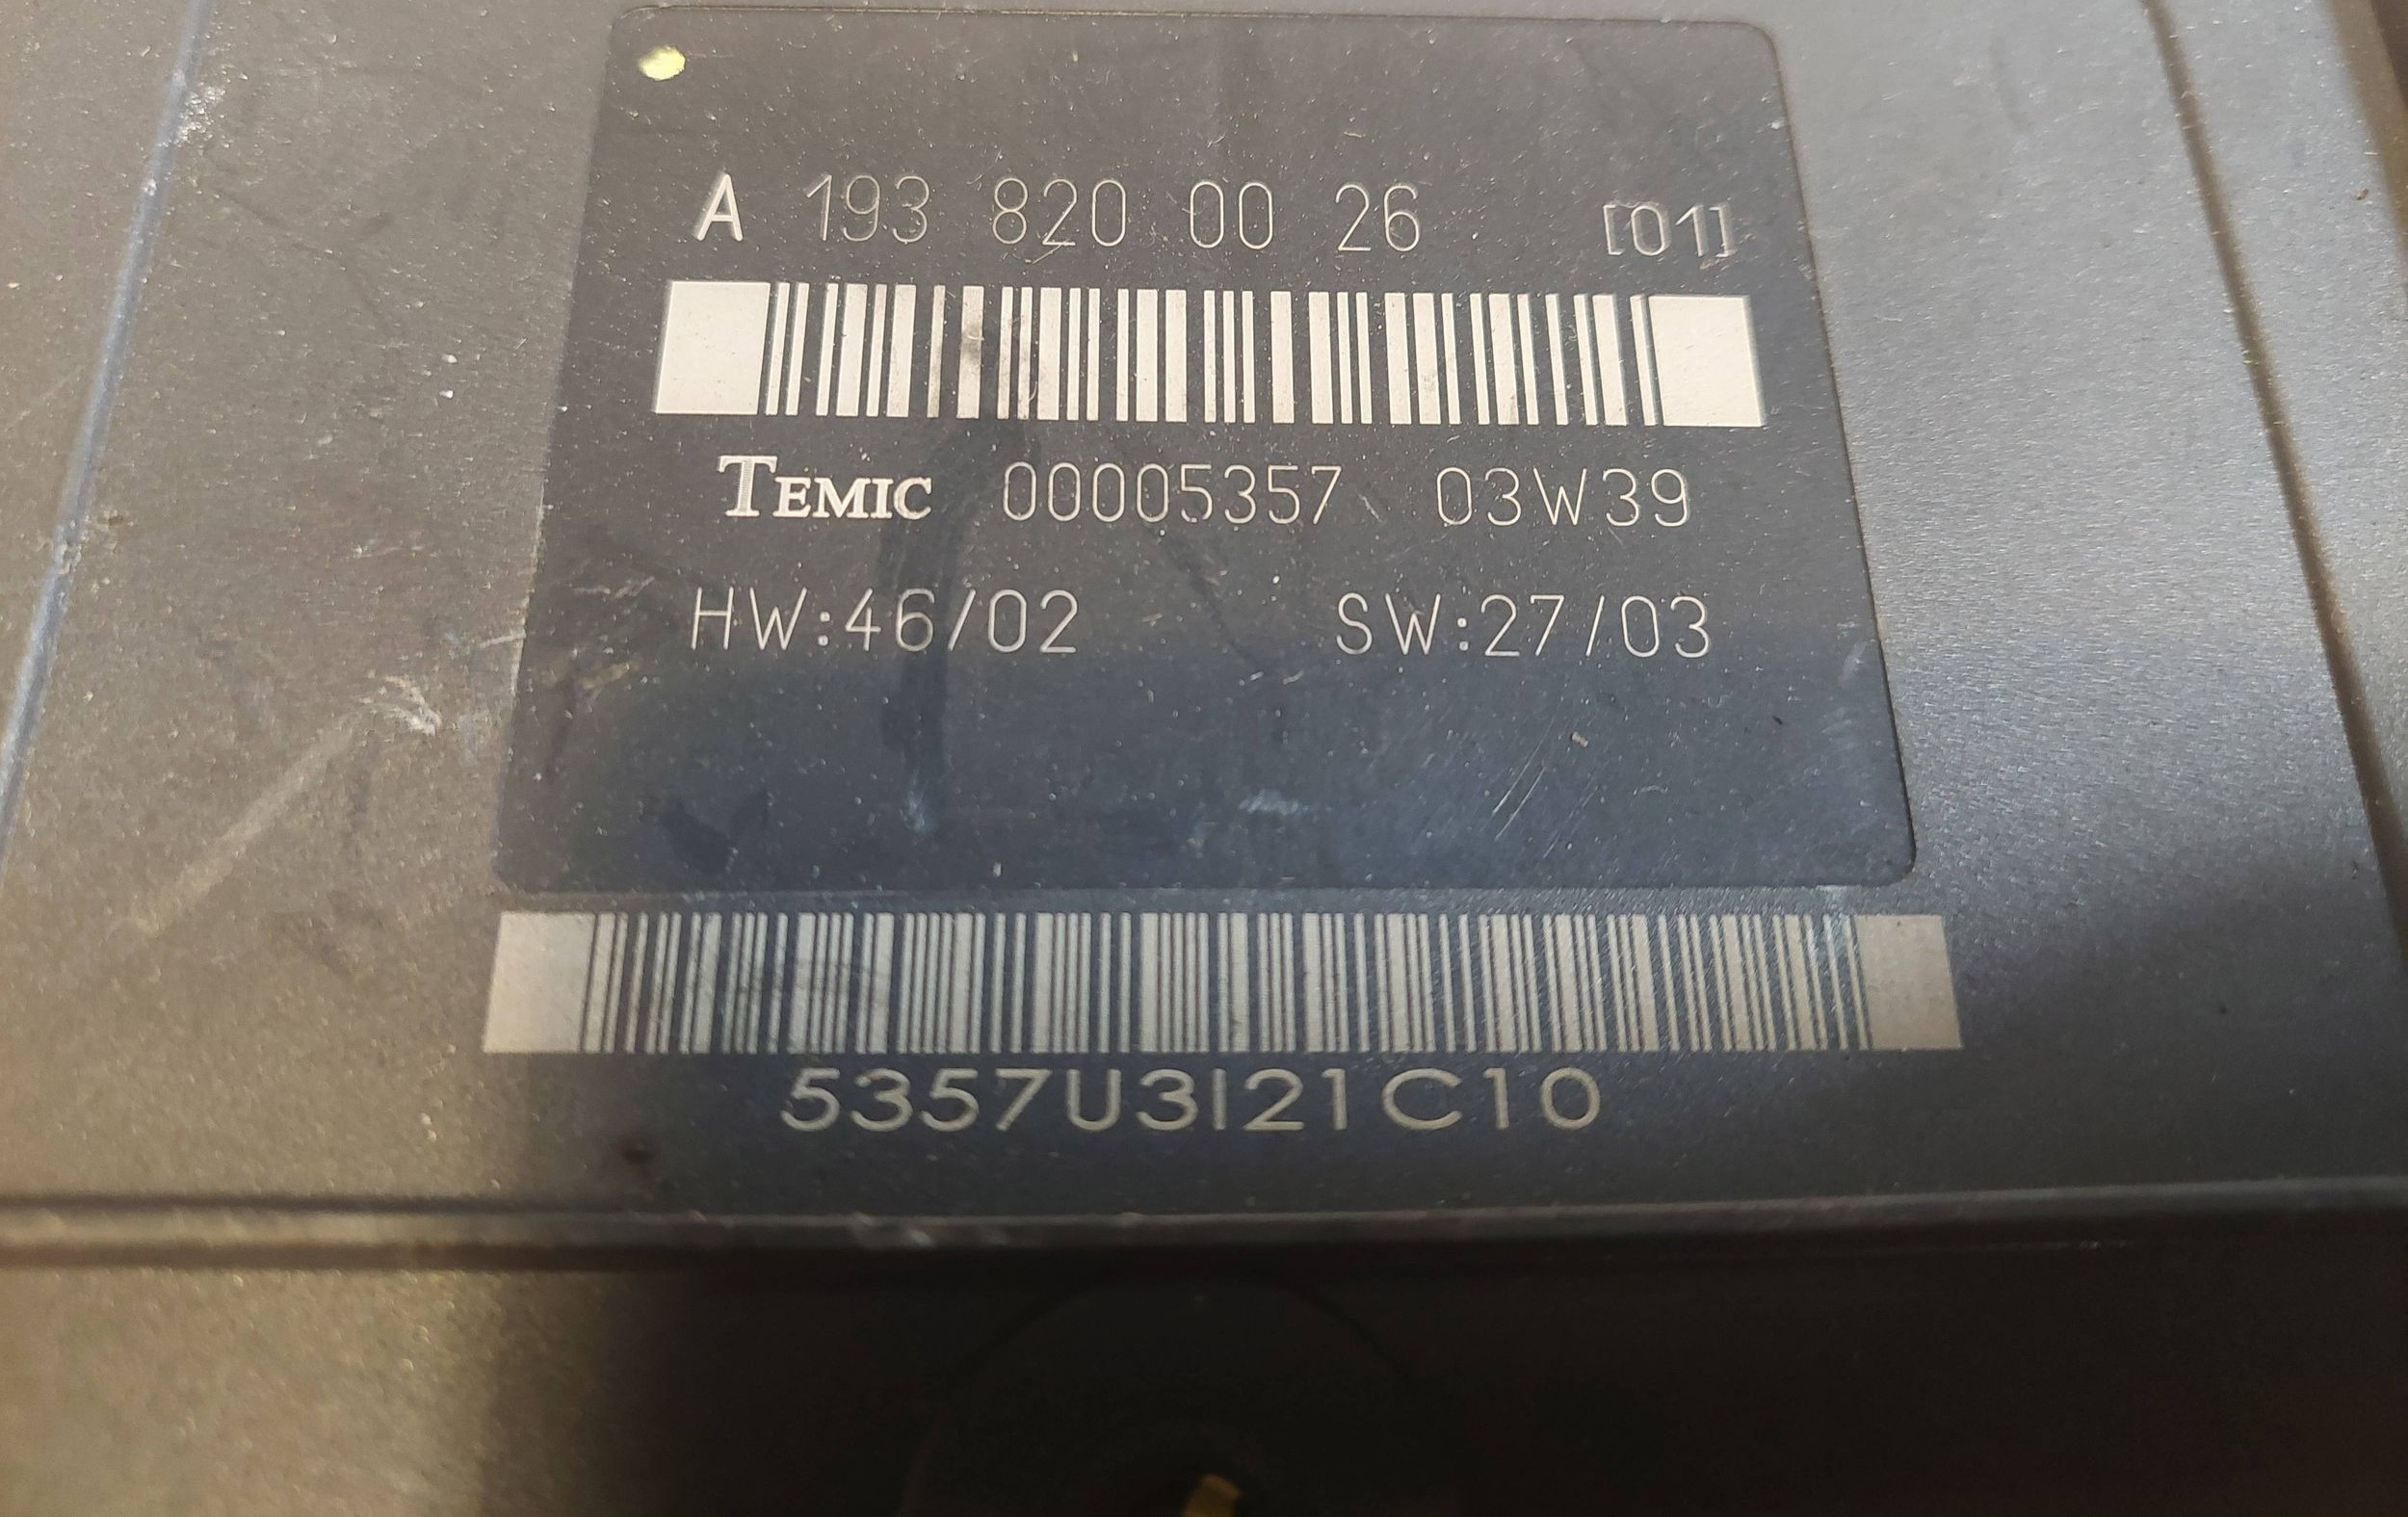 A 193 820 00 26 [01]
TEMIC 00005357 03W39
HW:46/02 SW:27/03
5357U3I21C10